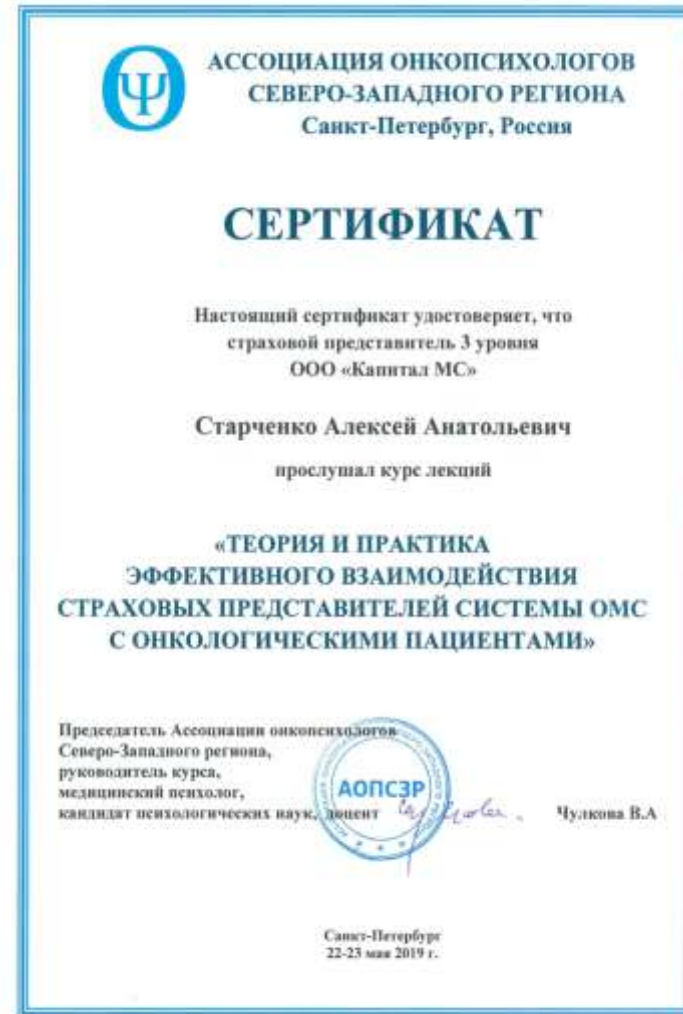 АССОЦИАЦИЯ ОНКОПСИХОЛОГОВ
СЕВЕРО-ЗАПАДНОГО РЕГИОНА
Санкт-Петербург, Россия
СЕРТИФИКАТ
Настоящий сертификат удостоверяет, что
страховой представитель 3 уровня
ООО «Капитал МС»
Старченко Алексей Анатольевич
прослушал курс лекций
«ТЕОРИЯ И ПРАКТИКА
ЭФФЕКТИВНОГО ВЗАИМОДЕЙСТВИЯ
СТРАХОВЫХ ПРЕДСТАВИТЕЛЕЙ СИСТЕМЫ ОМС
С ОНКОЛОГИЧЕСКИМИ ПАЦИЕНТАМИ»
Председатель Ассоциации онкопсихологов
Северо-Западного региона,
руководитель курса,
медицинский психолог,
кандидат психологических наук, доцент Чулкова В.А
АОПСЗР
Санкт-Петербург
22-23 мая 2019 г.